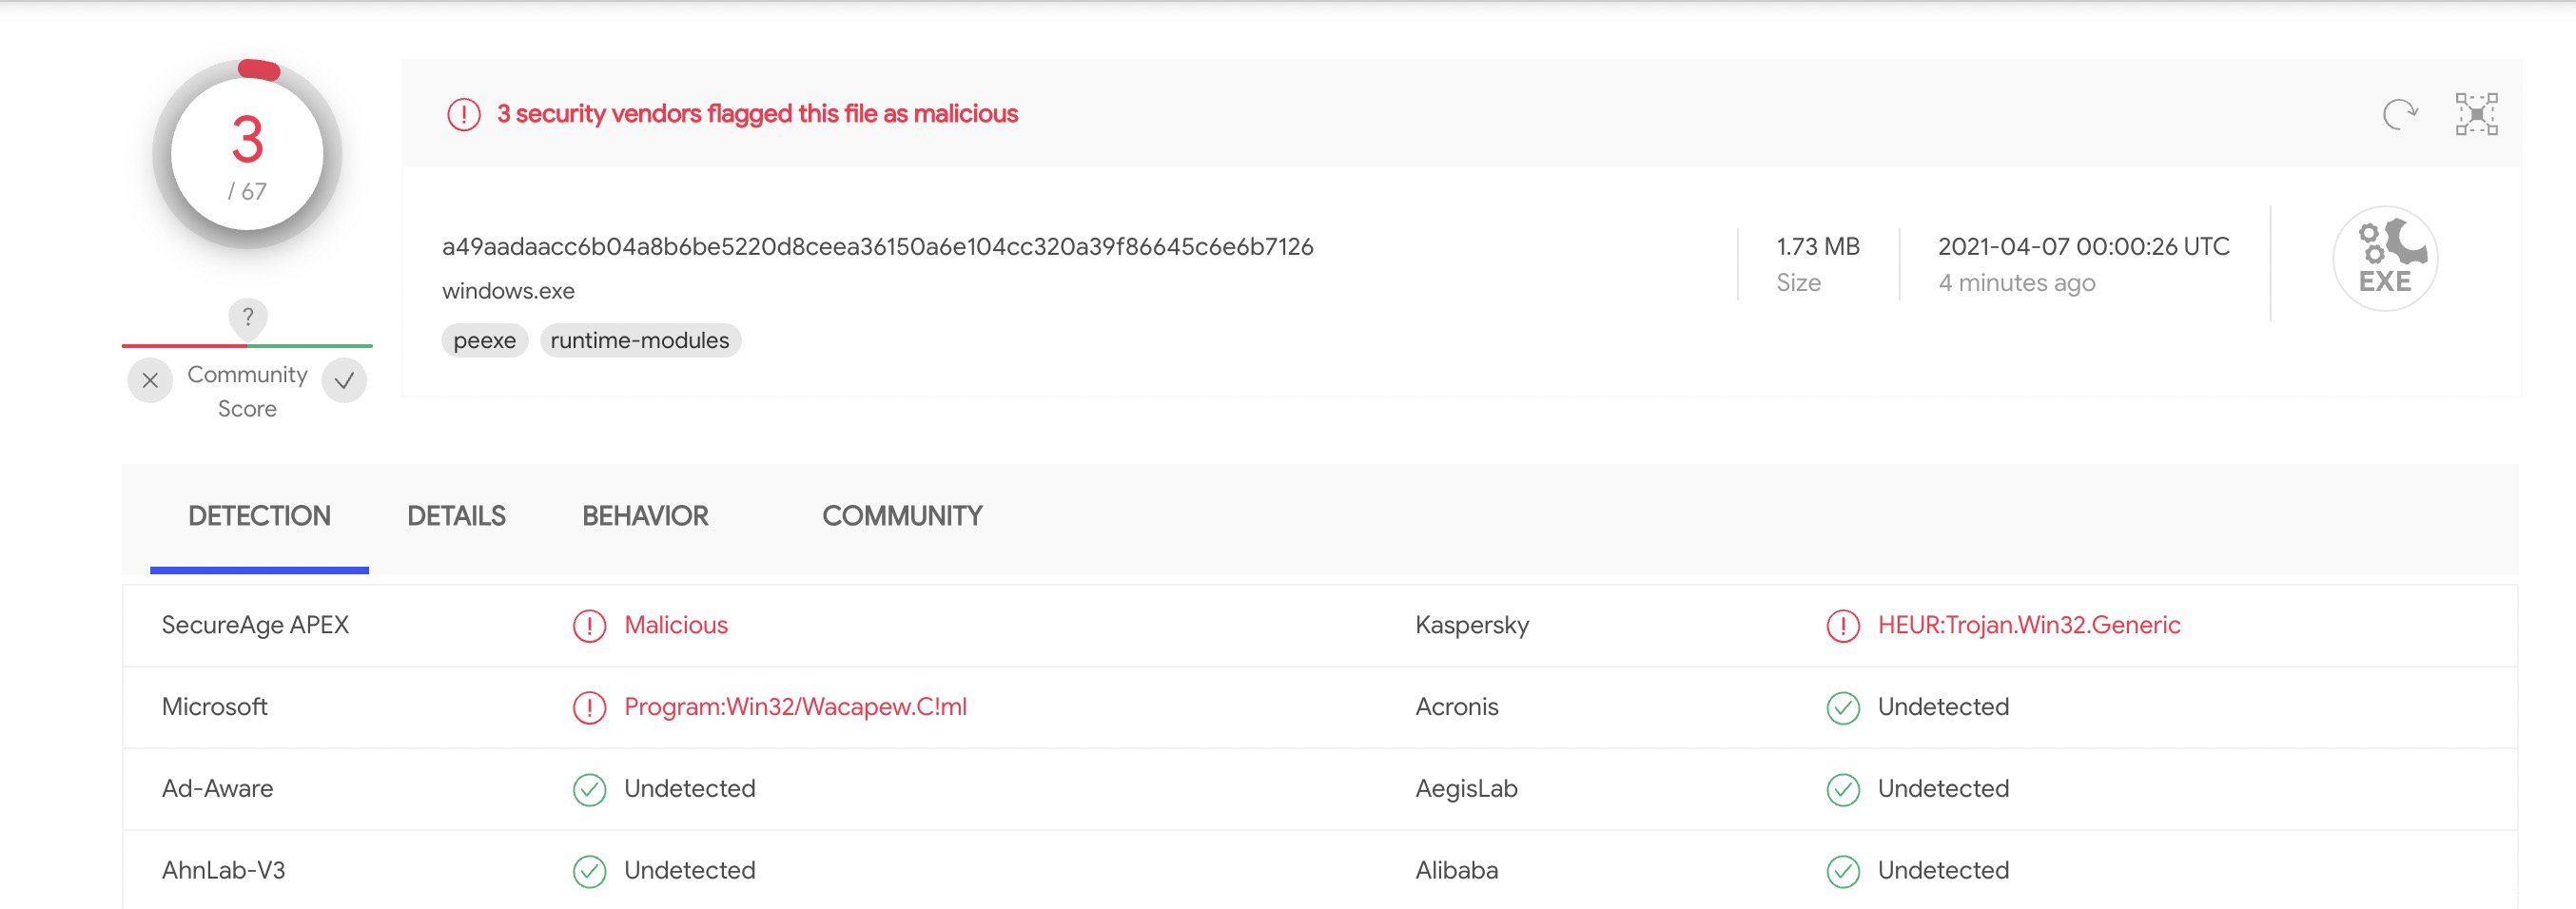 3
/ 67
?
Community
Score
3 security vendors flagged this file as malicious
a49aadaacc6b04a8b6be5220d8ceea36150a6e104cc320a39f86645c6e6b7126
windows.exe
peexe runtime-modules
1.73 MB
Size
2021-04-07 00:00:26 UTC
4 minutes ago
EXE
DETECTION DETAILS BEHAVIOR COMMUNITY
SecureAge APEX Malicious Kaspersky HEUR:Trojan.Win32.Generic
Microsoft Program:Win32/Wacapew.C!ml Acronis Undetected
Ad-Aware Undetected AegisLab Undetected
AhnLab-V3 Undetected Alibaba Undetected